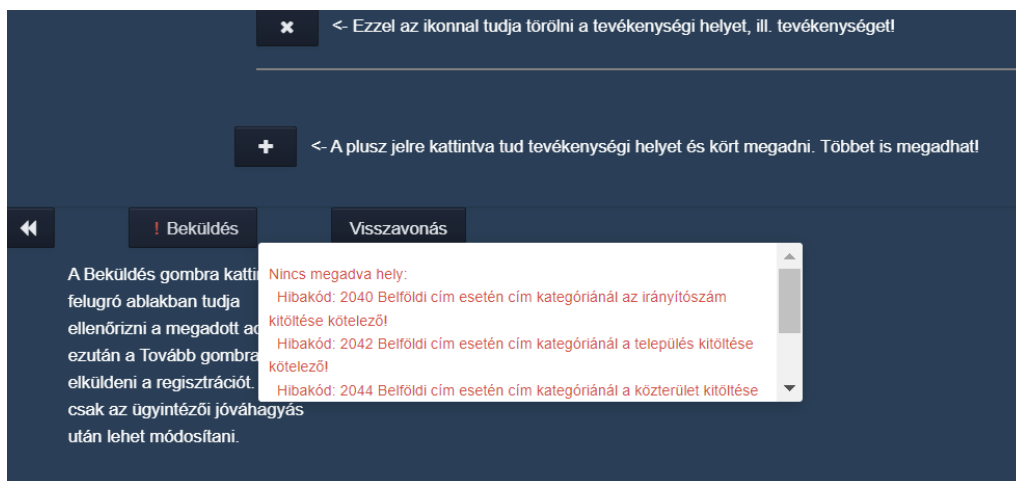 <- Ezzel az ikonnal tudja törölni a tevékenységi helyet, ill. tevékenységet!
<- A plusz jelre kattintva tud tevékenységi helyet és kört megadni. Többet is megadhat!
! Beküldés
Visszavonás
A Beküldés gombra
felugró ablakban tudja
ellenőrizni a megadott
ezután a Tovább gombra
elküldeni a regisztrációt.
csak az ügyintézői jóváhagyás
után lehet módosítani.
Nincs megadva hely:
Hibakód: 2040 Belföldi cím esetén cím kategóriánál az irányítószám
kitöltése kötelező!
Hibakód: 2042 Belföldi cím esetén cím kategóriánál a település kitöltése
kötelező!
Hibakód: 2044 Belföldi cím esetén cím kategóriánál a közterület kitöltése